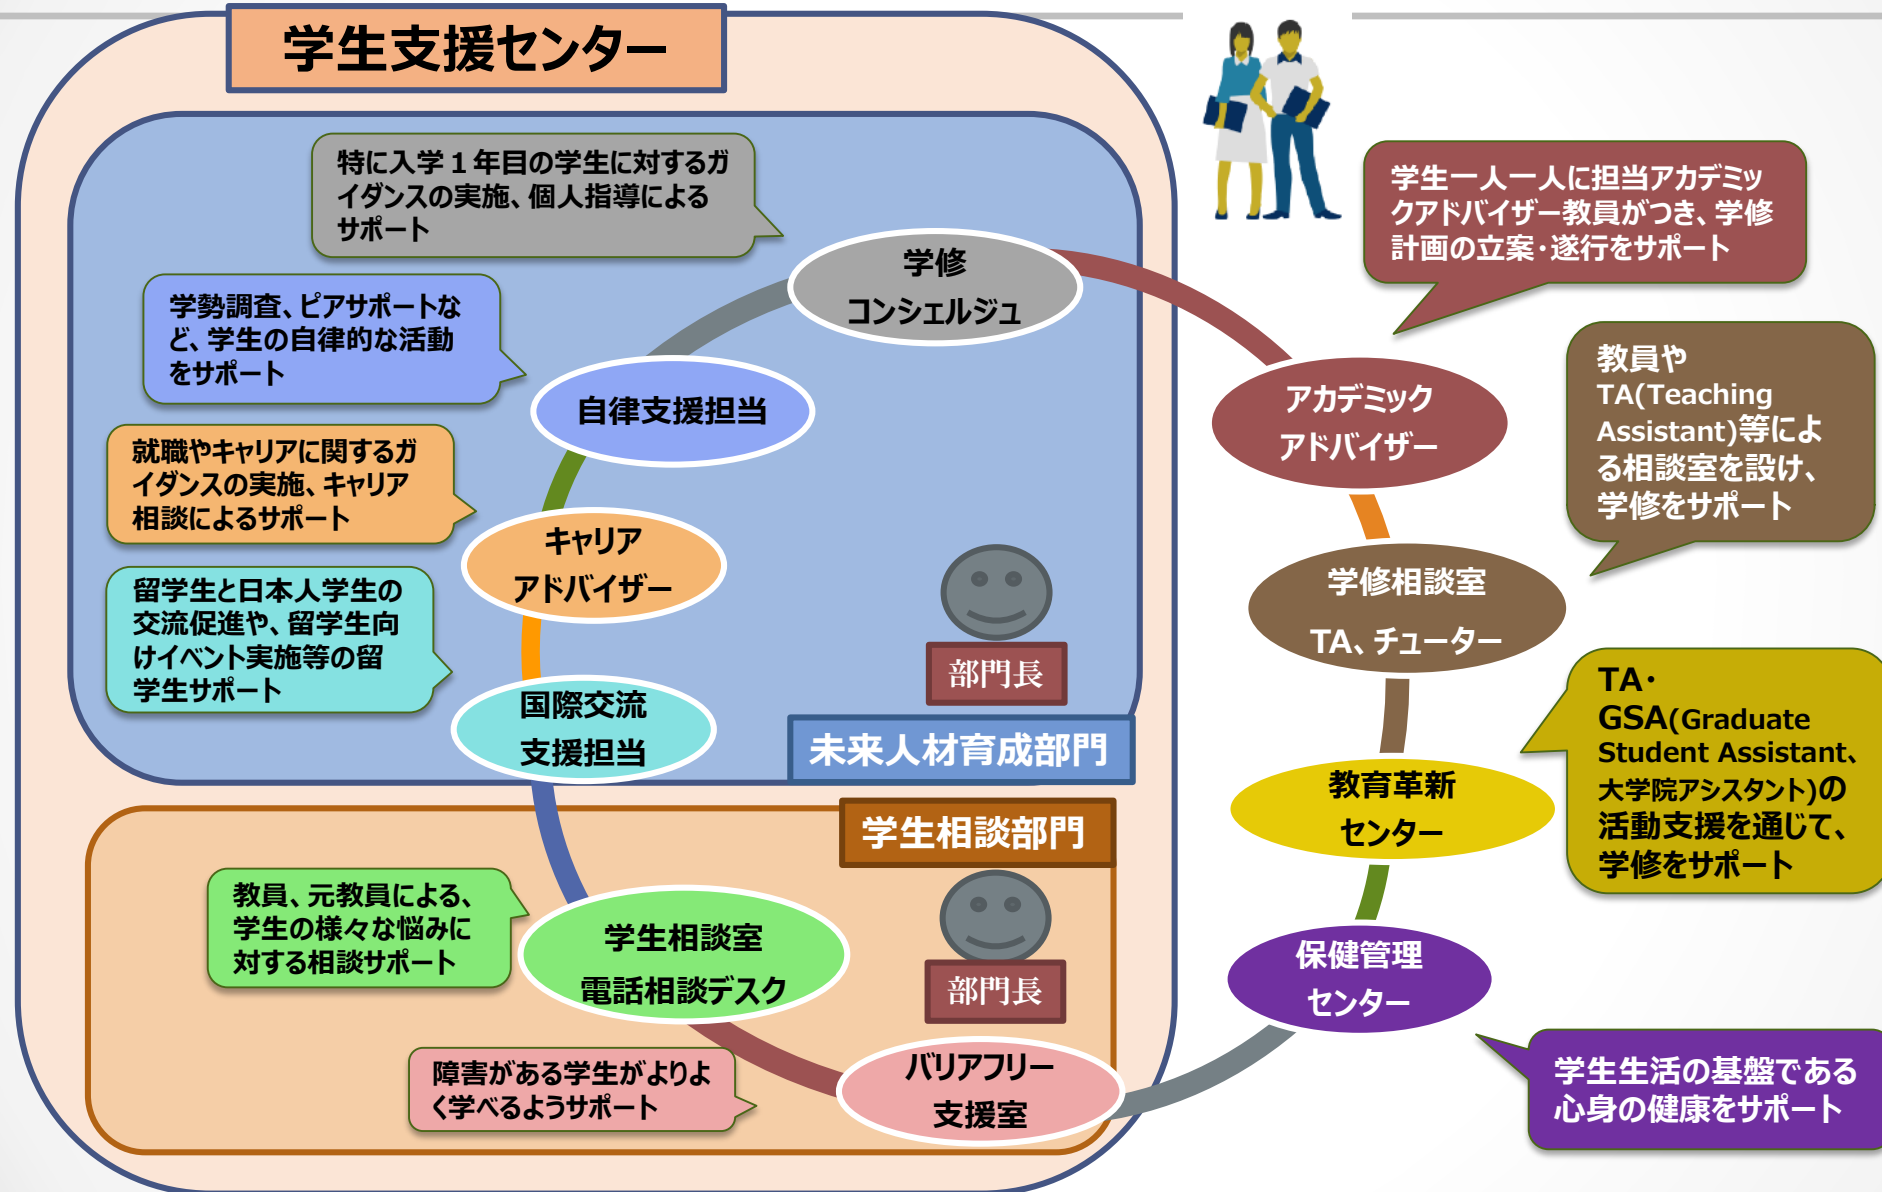 学生支援センター
特に入学１年目の学生に対するガ
イダンスの実施、個人指導による
サポート
学修
コンシェルジュ
学勢調査、ピアサポートな
ど、学生の自律的な活動
をサポート
自律支援担当
就職やキャリアに関するガ
イダンスの実施、キャリア
相談によるサポート
キャリア
アドバイザー
留学生と日本人学生の
交流促進や、留学生向
けイベント実施等の留
学生サポート
国際交流
支援担当
部門長
未来人材育成部門
学生相談部門
教員、元教員による、
学生の様々な悩みに
対する相談サポート
学生相談室
電話相談デスク
部門長
障害がある学生がよりよ
く学べるようサポート
バリアフリー
支援室
学生一人一人に担当アカデミッ
クアドバイザー教員がつき、学修
計画の立案・遂行をサポート
アカデミック
アドバイザー
教員や
TA(Teaching
Assistant)等によ
る相談室を設け、
学修をサポート
学修相談室
TA、チューター
TA・
GSA(Graduate
Student Assistant、
大学院アシスタント)の
活動支援を通じて、
学修をサポート
教育革新
センター
保健管理
センター
学生生活の基盤である
心身の健康をサポート